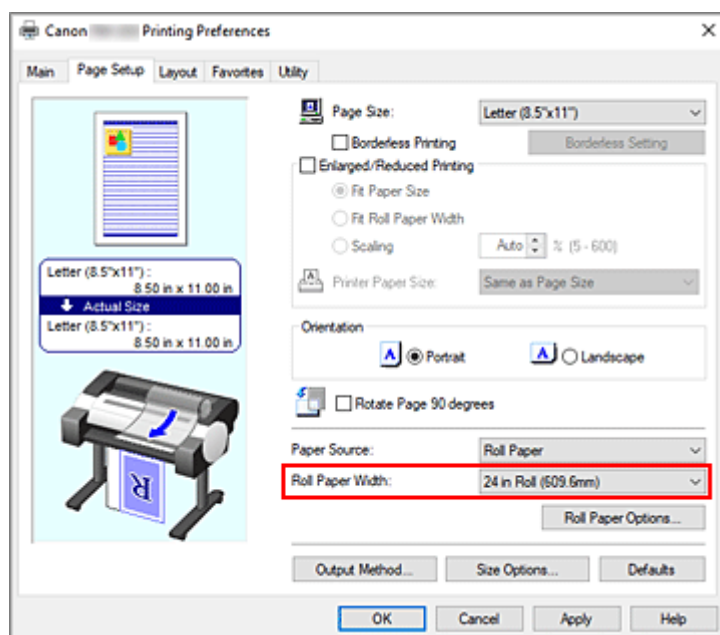 Canon Printing Preferences
Main Page Setup Layout Favorites Utility
Page Size: Letter (8.5"x11")
Borderless Printing Borderless Setting
Enlarged/Reduced Printing
Fit Paper Size
Fit Roll Paper Width
Scaling Auto % (5 - 600)
Printer Paper Size: Same as Page Size
Letter (8.5"x11") :
8.50 in x 11.00 in
Actual Size
Letter (8.5"x11") :
8.50 in x 11.00 in
Orientation
A Portrait A Landscape
Rotate Page 90 degrees
Paper Source: Roll Paper
Roll Paper Width: 24 in Roll (609.6mm)
Roll Paper Options...
R
Output Method... Size Options... Defaults
OK Cancel Apply Help